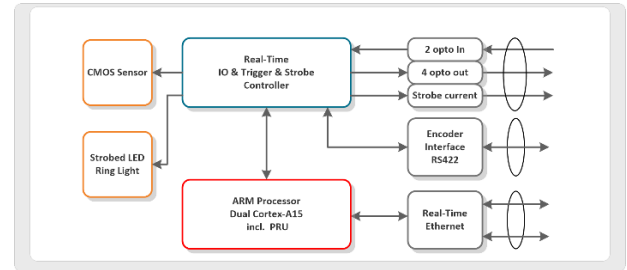 CMOS Sensor
Real-Time
IO & Trigger & Strobe
Controller
2 opto In
4 opto out
Strobe current
Strobed LED
Ring Light
Encoder
Interface
RS422
ARM Processor
Dual Cortex-A15
incl. PRU
Real-Time
Ethernet